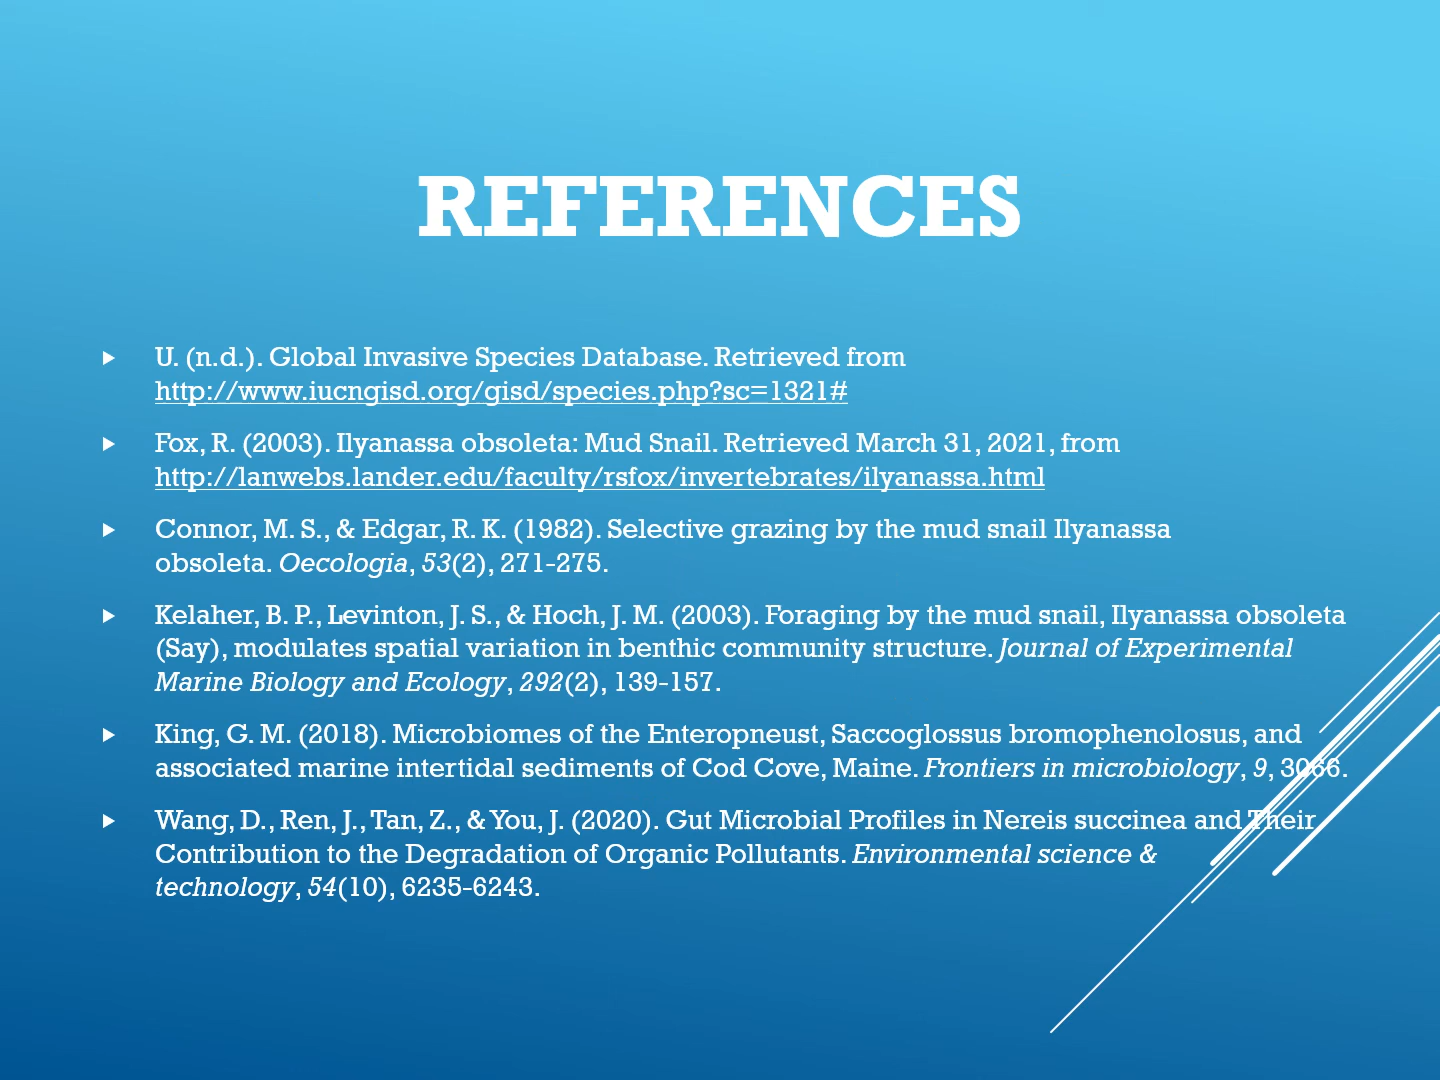 REFERENCES
U. (n.d.). Global Invasive Species Database. Retrieved from
http://www.iucngisd.org/gisd/species.php?sc=1321#
Fox, R. (2003). Ilyanassa obsoleta: Mud Snail. Retrieved March 31, 2021, from
http://lanwebs.lander.edu/faculty/rsfox/invertebrates/ilyanassa.html
Connor, M. S., & Edgar, R. K. (1982). Selective grazing by the mud snail Ilyanassa
obsoleta. Oecologia, 53(2), 271-275.
Kelaher, B. P., Levinton, J. S., & Hoch, J. M. (2003). Foraging by the mud snail, Ilyanassa obsoleta
(Say), modulates spatial variation in benthic community structure. Journal of Experimental
Marine Biology and Ecology, 292(2), 139-157.
King, G. M. (2018). Microbiomes of the Enteropneust, Saccoglossus bromophenolosus, and
associated marine intertidal sediments of Cod Cove, Maine. Frontiers in microbiology, 9, 3066.
Wang, D., Ren, J., Tan, Z., & You, J. (2020). Gut Microbial Profiles in Nereis succinea and Their
Contribution to the Degradation of Organic Pollutants. Environmental science &
technology, 54(10), 6235-6243.